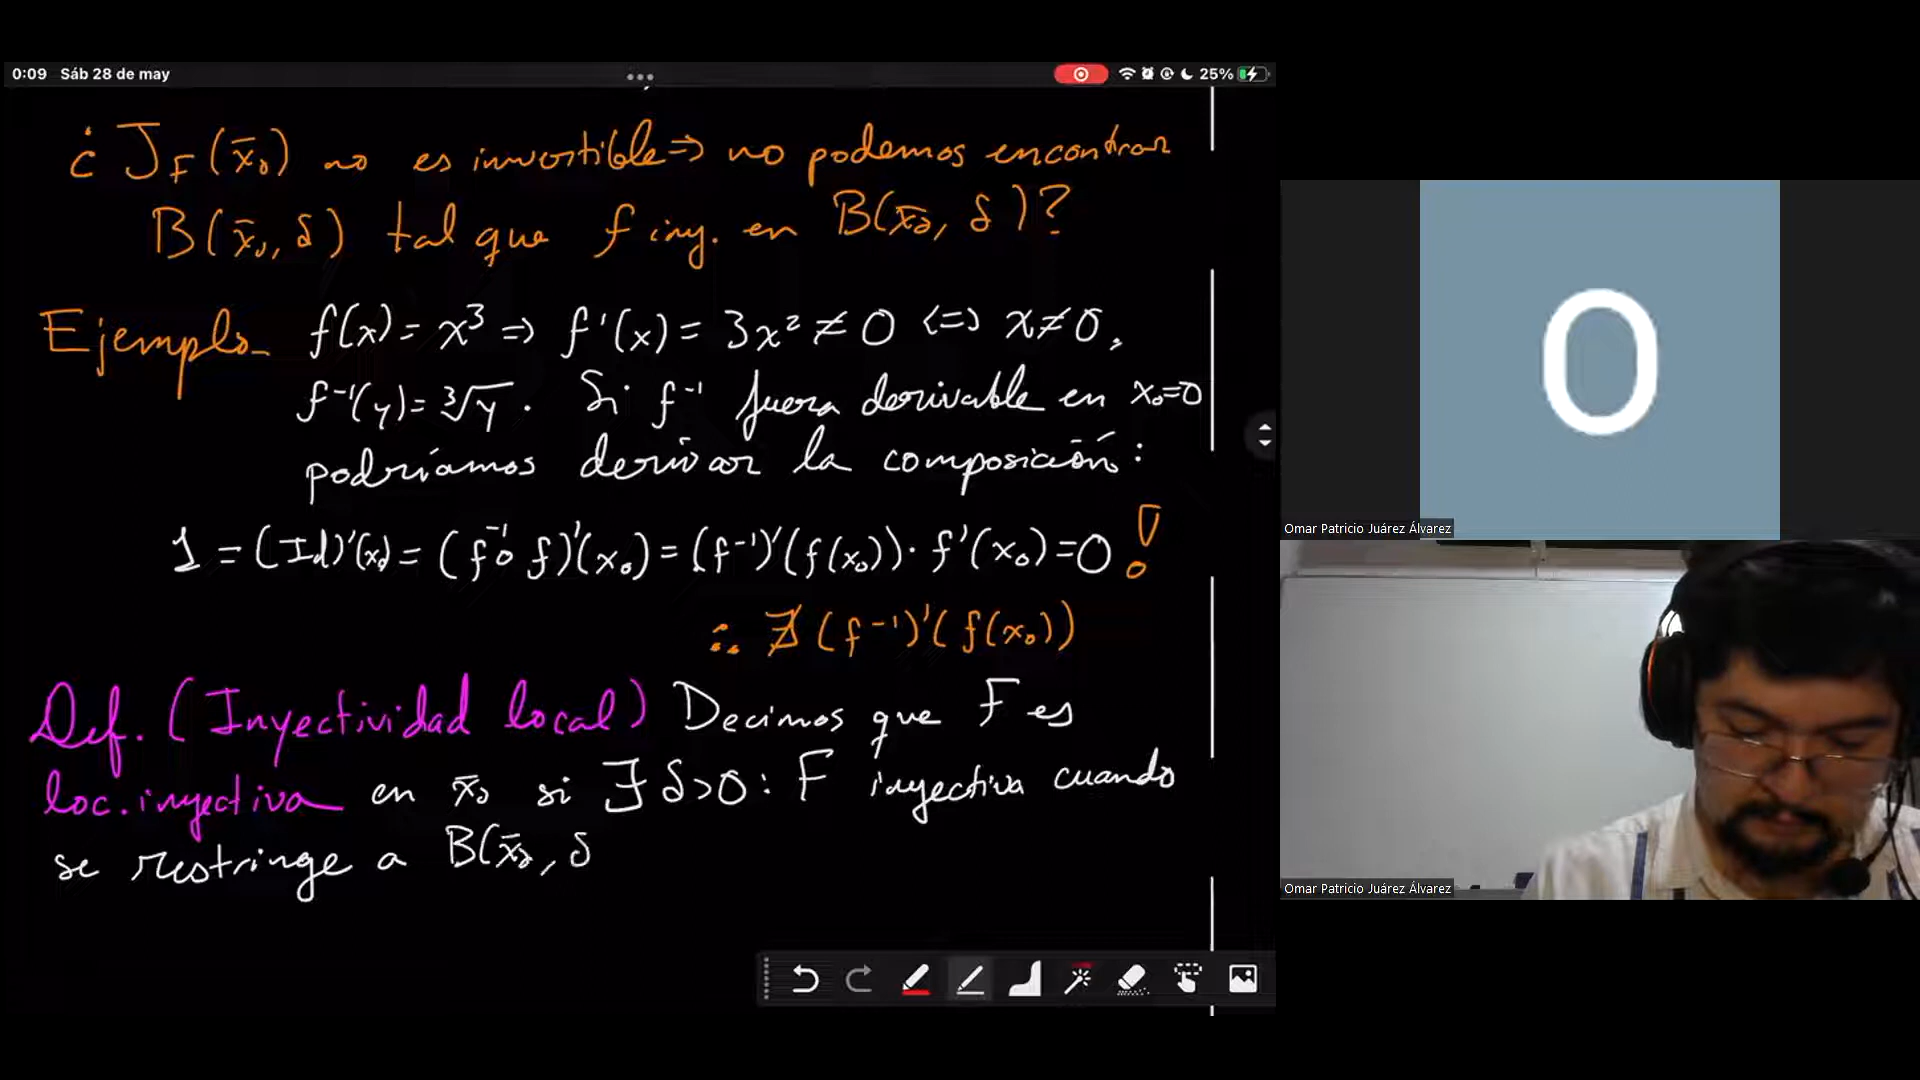 0:09 Sáb 28 de may
25%
¿ J_F(x̄₀) no es invertible ⇒ no podemos encontrar
B(x̄₀, δ) tal que f iny. en B(x̄₀, δ)?
Ejemplo_ f(x) = x³ ⇒ f'(x) = 3x² ≠ 0 ⇔ x ≠ 0,
f⁻¹(y) = ³√y. Si f⁻¹ fuera derivable en x₀=0
podríamos derivar la composición:
1 = (Id)'(x₀) = (f⁻¹∘f)'(x₀) = (f⁻¹)'(f(x₀))·f'(x₀) = 0 !
∴ ∄ (f⁻¹)'(f(x₀))
Def. (Inyectividad local) Decimos que F es
loc. inyectiva en x̄₀ si ∃ δ>0 : F inyectiva cuando
se restringe a B(x̄₀, δ
O
Omar Patricio Juárez Álvarez
Omar Patricio Juárez Álvarez